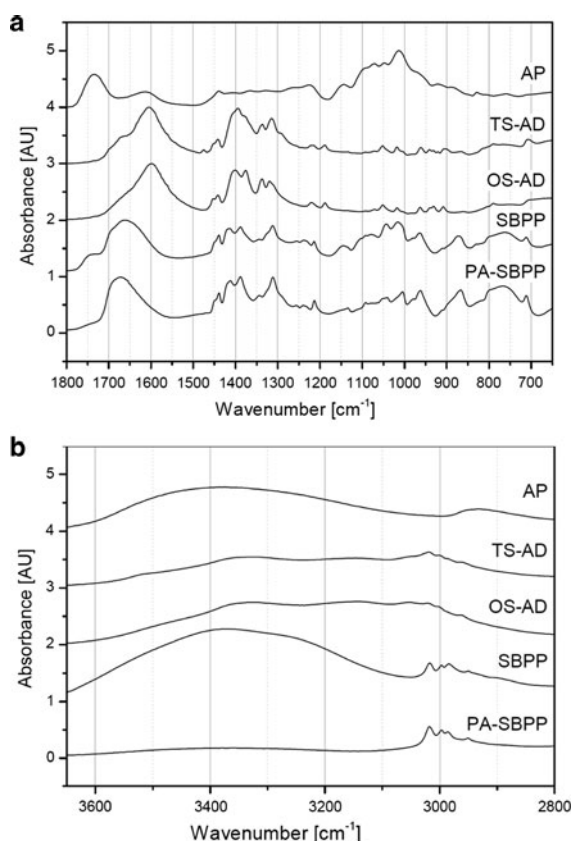 a
5
AP
4
TS-AD
3
OS-AD
2
SBPP
1
PA-SBPP
0
Absorbance [AU]
1800 1700 1600 1500 1400 1300 1200 1100 1000 900 800 700
Wavenumber [cm⁻¹]
b
5
AP
4
TS-AD
3
OS-AD
2
SBPP
1
PA-SBPP
0
Absorbance [AU]
3600 3400 3200 3000 2800
Wavenumber [cm⁻¹]